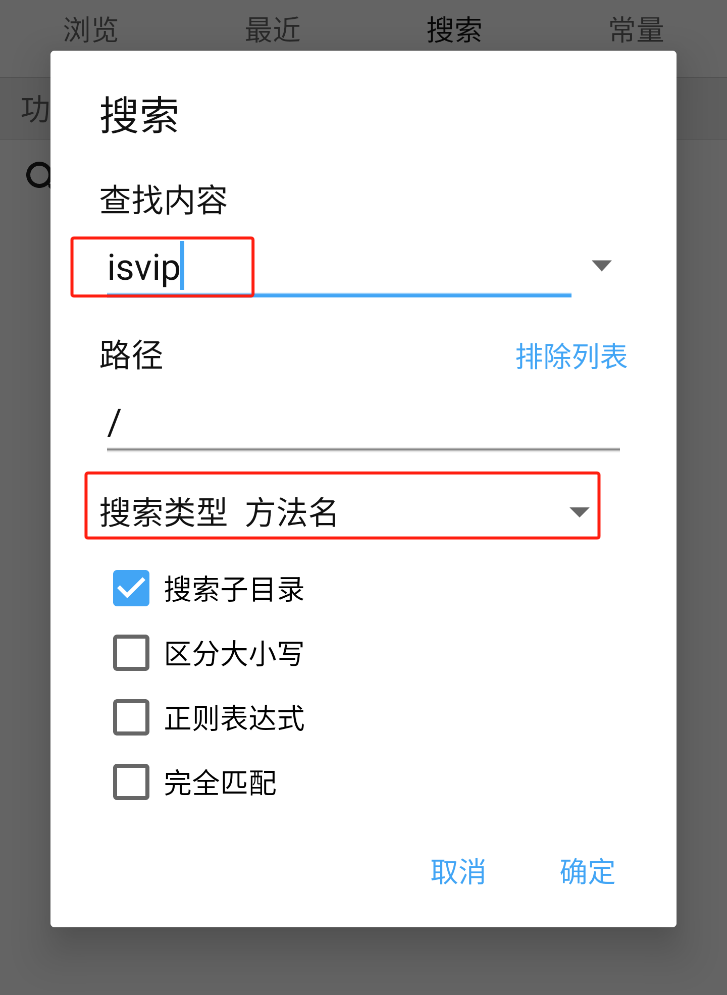 浏览 最近 搜索 常量
功
搜索
查找内容
isvip
路径 排除列表
/
搜索类型 方法名
搜索子目录
区分大小写
正则表达式
完全匹配
取消 确定